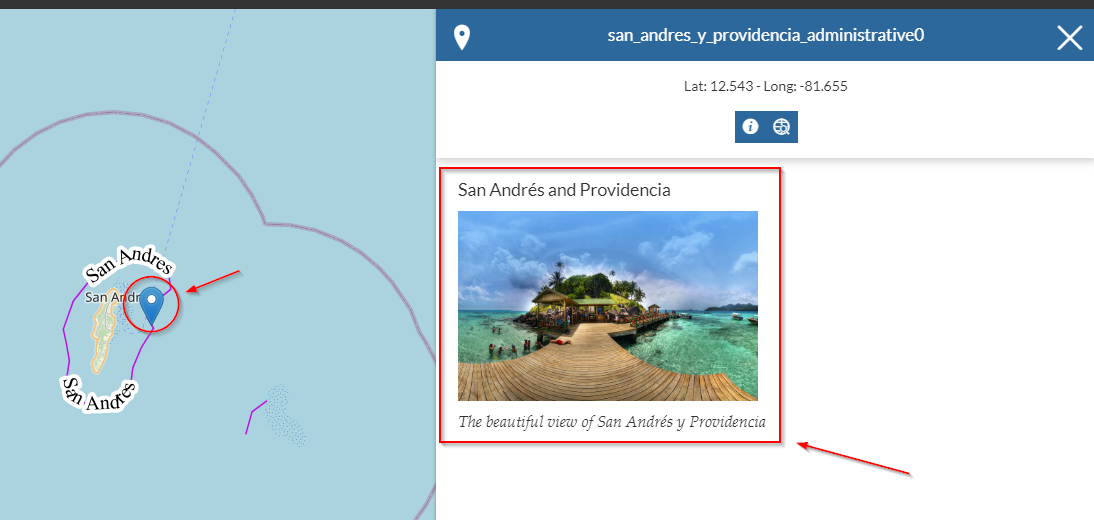 san_andres_y_providencia_administrative0
Lat: 12.543 - Long: -81.655
San Andrés and Providencia
The beautiful view of San Andrés y Providencia
San Andres
San Andr
San Andres